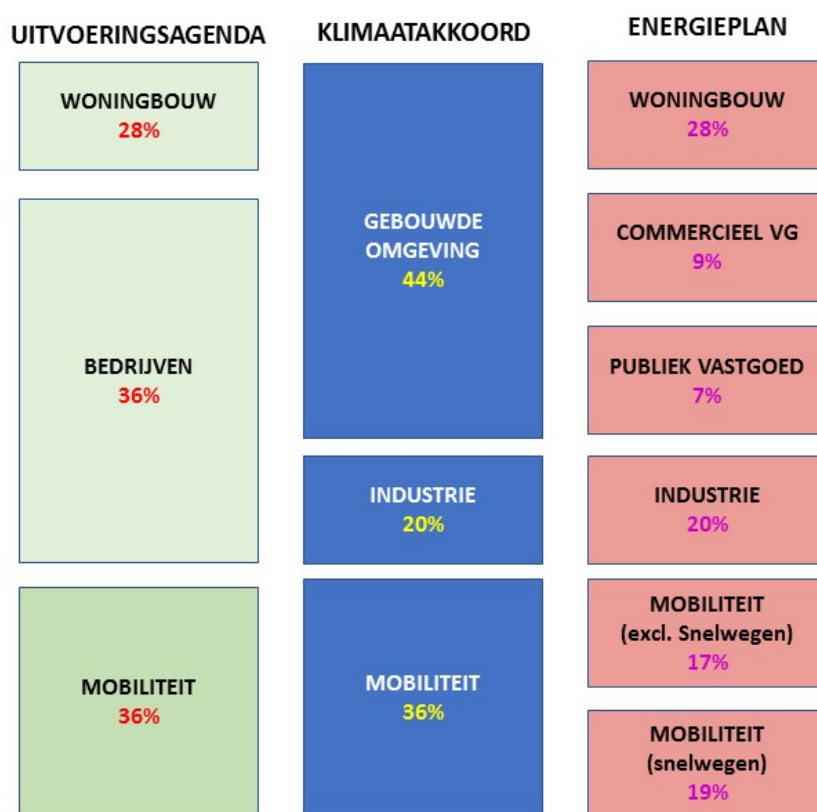 UITVOERINGSAGENDA
WONINGBOUW
28%
BEDRIJVEN
36%
MOBILITEIT
36%
KLIMAATAKKOORD
GEBOUWDE
OMGEVING
44%
INDUSTRIE
20%
MOBILITEIT
36%
ENERGIEPLAN
WONINGBOUW
28%
COMMERCIEEL VG
9%
PUBLIEK VASTGOED
7%
INDUSTRIE
20%
MOBILITEIT
(excl. Snelwegen)
17%
MOBILITEIT
(snelwegen)
19%